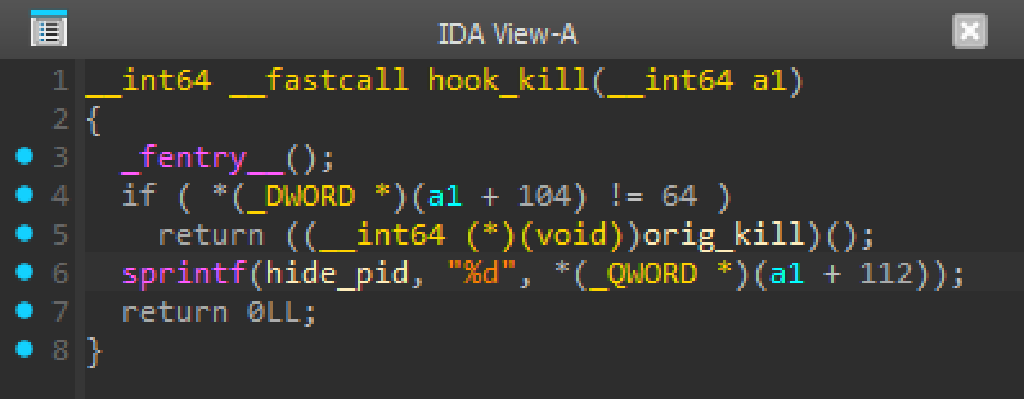 IDA View-A
1 __int64 __fastcall hook_kill(__int64 a1)
2 {
3 _fentry__();
4 if ( *(_DWORD *)(a1 + 104) != 64 )
5 return ((__int64 (*)(void))orig_kill)();
6 sprintf(hide_pid, "%d", *(_QWORD *)(a1 + 112));
7 return 0LL;
8 }